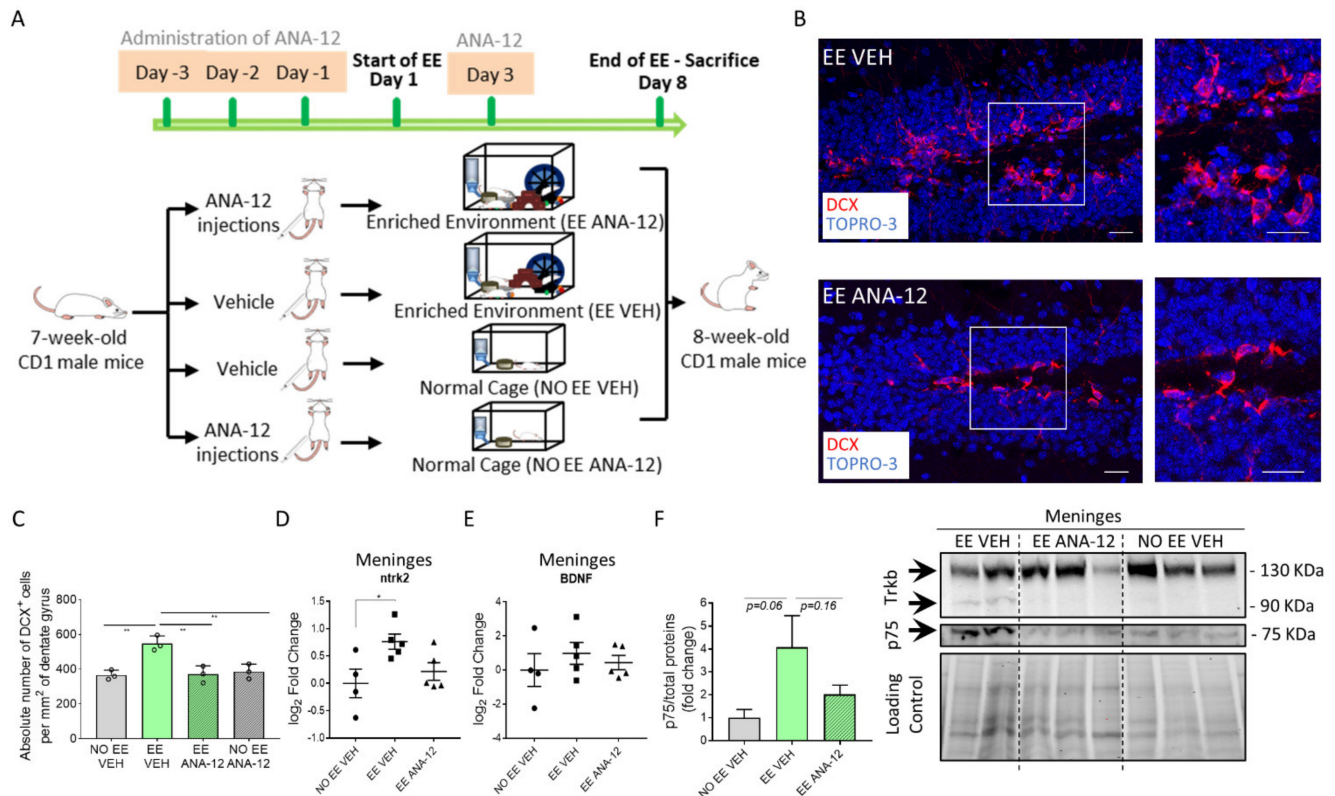 A
Administration of ANA-12
Day -3 Day -2 Day -1
Start of EE
Day 1
ANA-12
Day 3
End of EE - Sacrifice
Day 8
7-week-old
CD1 male mice
ANA-12
injections
Enriched Environment (EE ANA-12)
Vehicle
Enriched Environment (EE VEH)
Vehicle
Normal Cage (NO EE VEH)
ANA-12
injections
Normal Cage (NO EE ANA-12)
8-week-old
CD1 male mice
B
EE VEH
DCX
TOPRO-3
EE ANA-12
DCX
TOPRO-3
C
Absolute number of DCX+ cells
per mm2 of dentate gyrus
800
600
400
200
0
** ** **
NO EE
VEH
EE
VEH
EE
ANA-12
NO EE
ANA-12
D
Meninges
ntrk2
log2 Fold Change
1.5
1.0
0.5
0.0
-0.5
-1.0
*
NO EE VEH
EE VEH
EE ANA-12
E
Meninges
BDNF
log2 Fold Change
4
2
0
-2
-4
NO EE VEH
EE VEH
EE ANA-12
F
p75/total proteins
(fold change)
6
5
4
3
2
1
0
p=0.06 p=0.16
NO EE VEH
EE VEH
EE ANA-12
Meninges
EE VEH EE ANA-12 NO EE VEH
Trkb
- 130 KDa
- 90 KDa
p75
- 75 KDa
Loading
Control